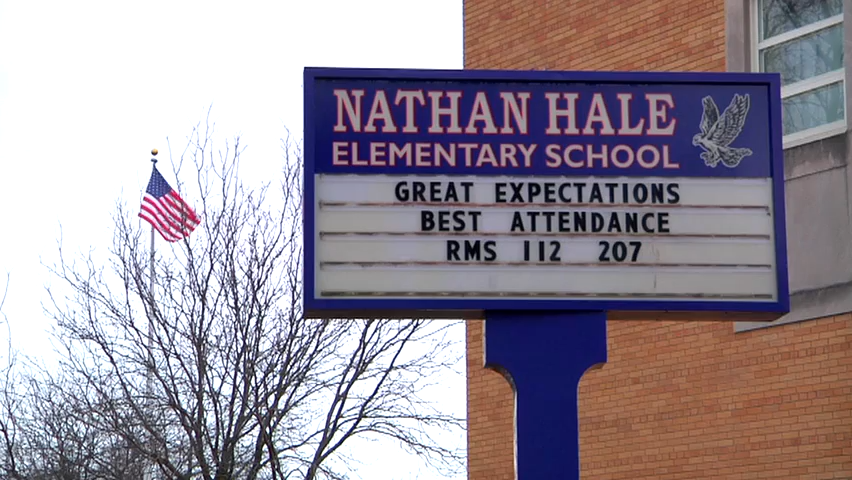 NATHAN HALE
ELEMENTARY SCHOOL
GREAT EXPECTATIONS
BEST ATTENDANCE
RMS 112 207